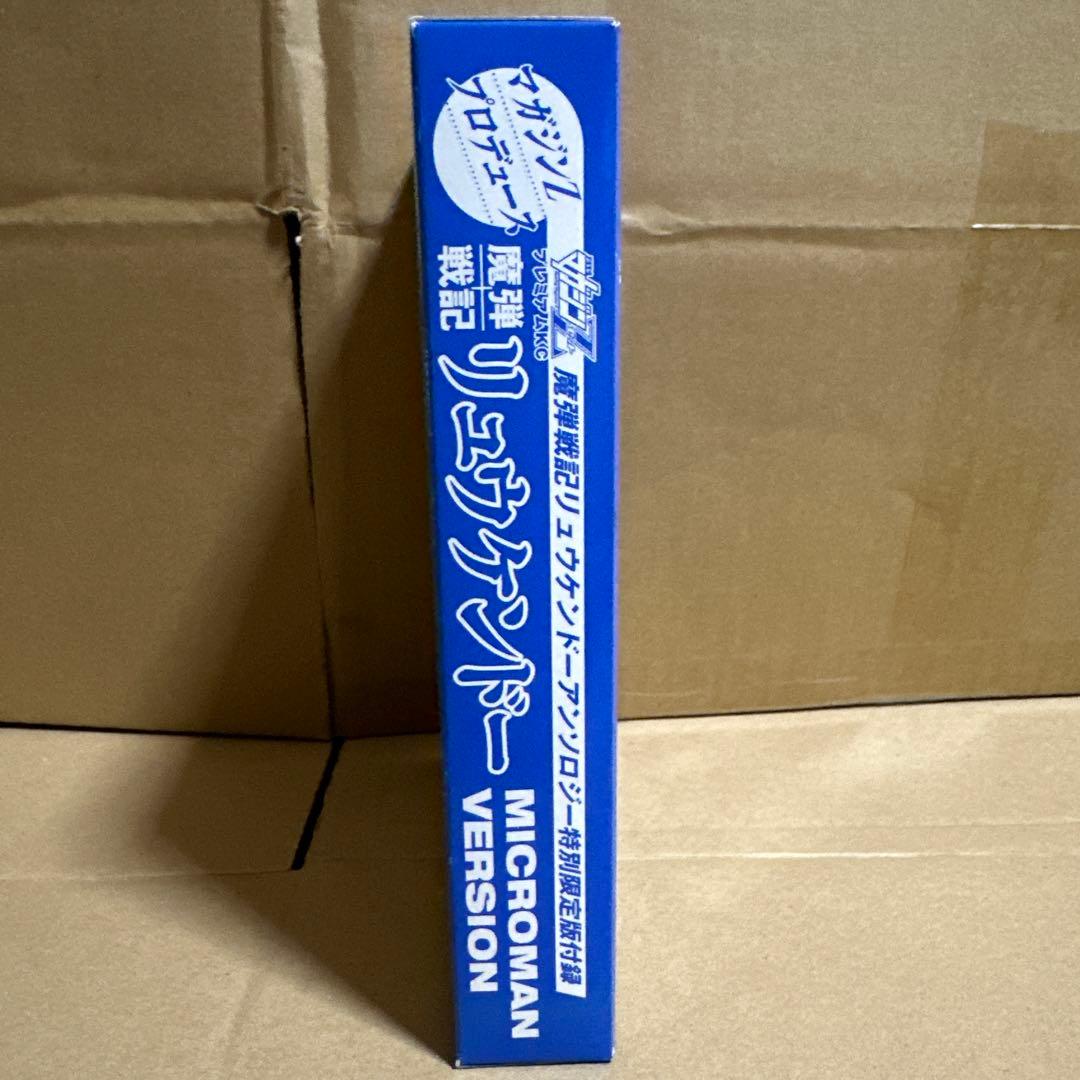 マガジンZ
プロデュース
マガジンZ
プレミアムKC
魔弾戦記リュウケンドーアンソロジー特別限定版付録
魔弾
戦記
リュウケンドー
MICROMAN
VERSION